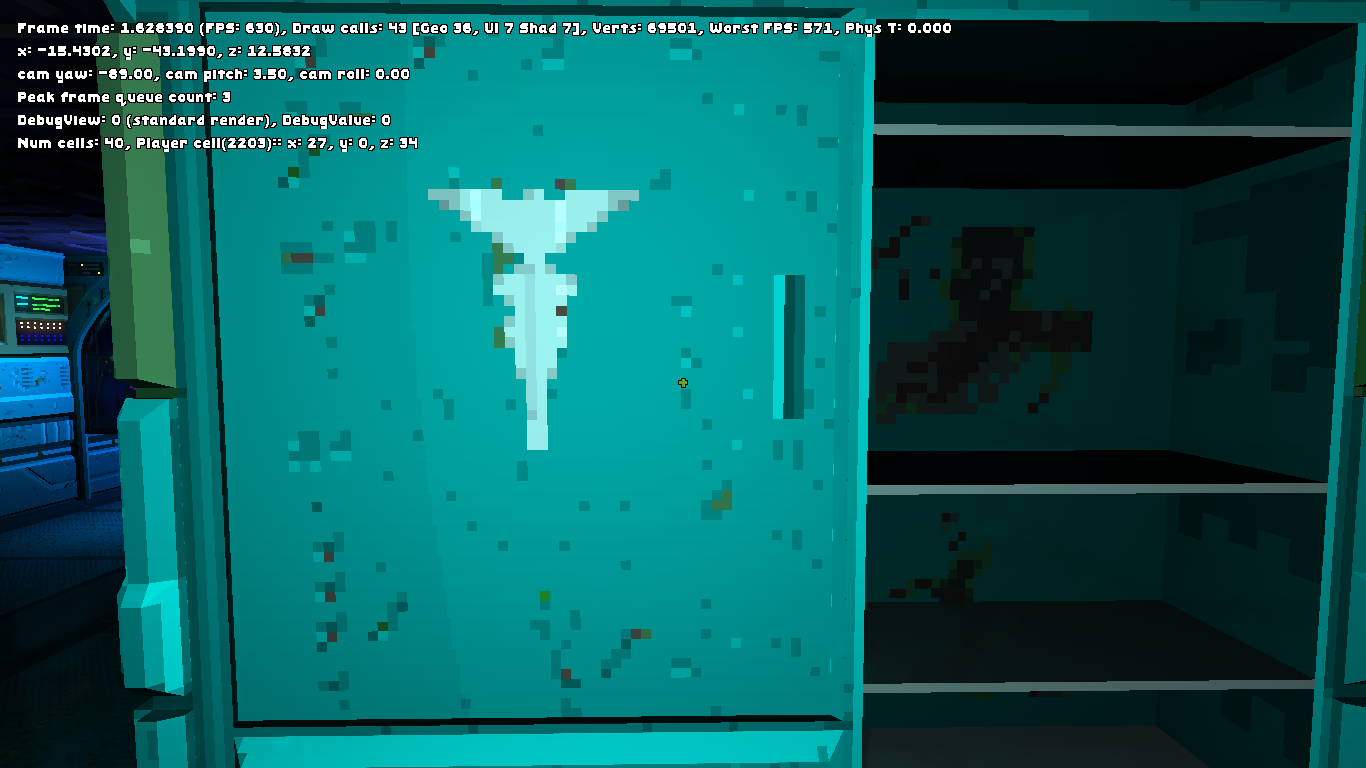 Frame time: 1.628390 (FPS: 630), Draw calls: 43 [Geo 36, UI 7 Shad 7], Verts: 69501, Worst FPS: 571, Phys T: 0.000
x: -15.4302, y: -43.1990, z: 12.5832
cam yaw: -89.00, cam pitch: 3.50, cam roll: 0.00
Peak frame queue count: 3
DebugView: 0 (standard render), DebugValue: 0
Num cells: 40, Player cell(2203):: x: 27, y: 0, z: 34